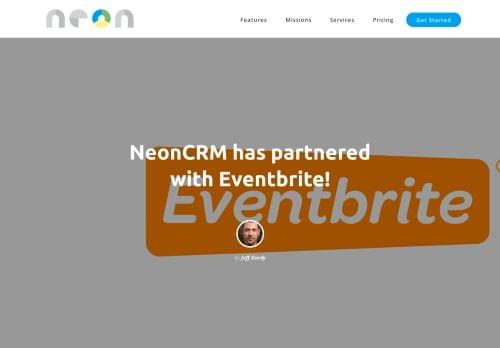 neon
Features Missions Services Pricing Get Started
NeonCRM has partnered
with Eventbrite!
Eventbrite
By Jeff Gordy